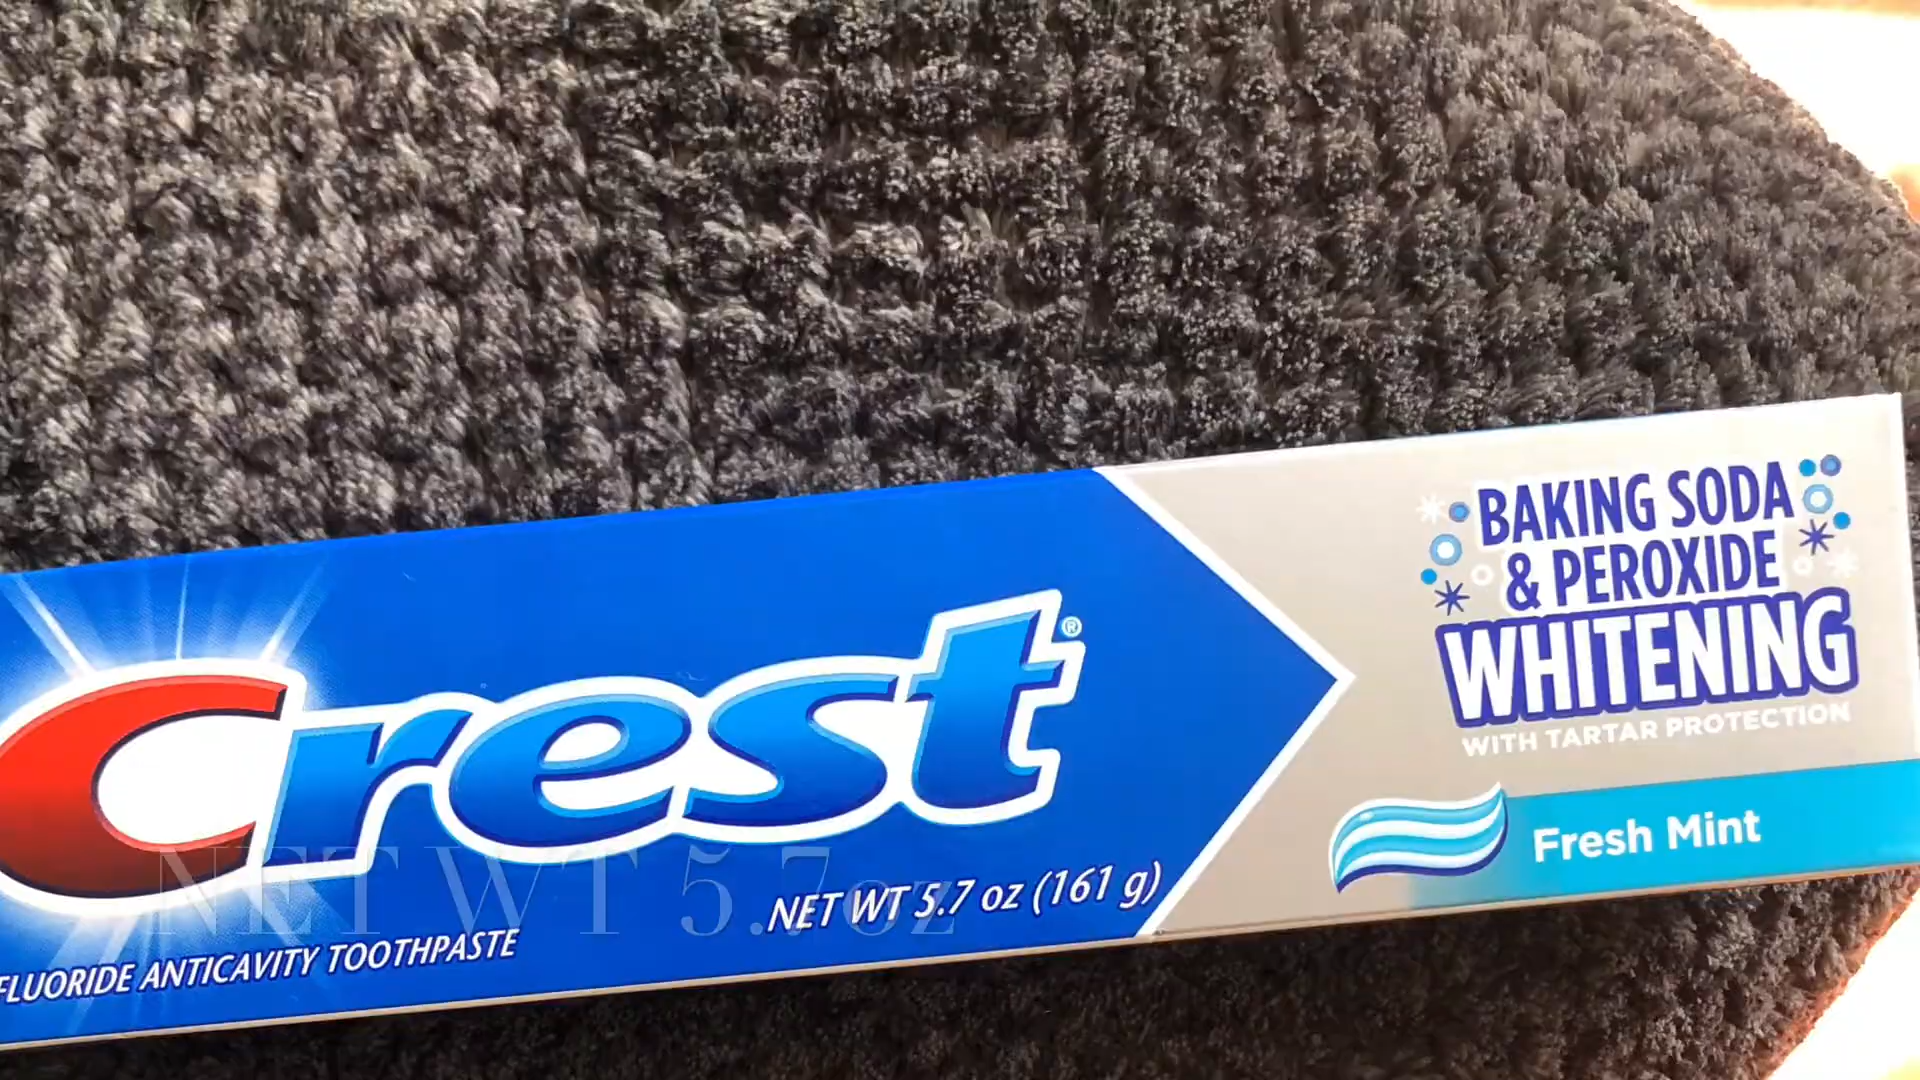 BAKING SODA
& PEROXIDE
WHITENING
WITH TARTAR PROTECTION
Crest®
Fresh Mint
NET WT 5.7 oz (161 g)
FLUORIDE ANTICAVITY TOOTHPASTE
NET WT 5.7oz